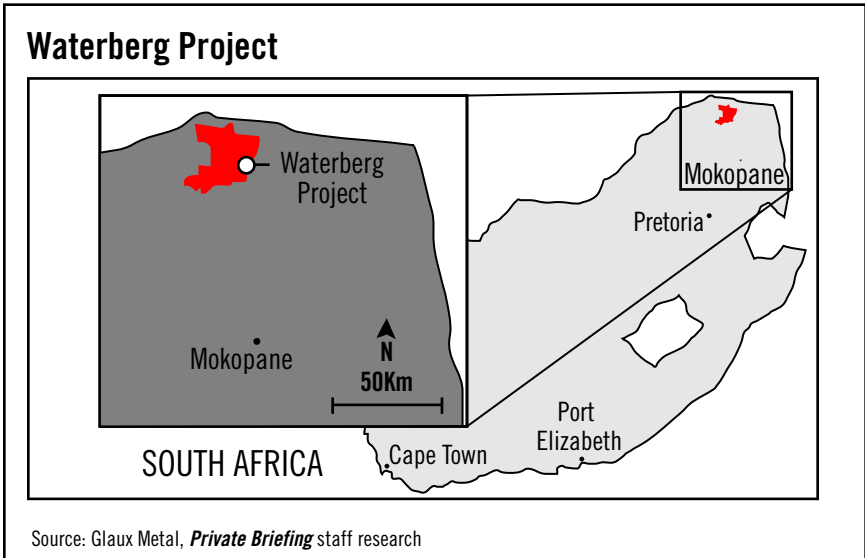 Waterberg Project
Waterberg
Project
Mokopane
N
50Km
Mokopane
Pretoria
Port
Elizabeth
Cape Town
SOUTH AFRICA
Source: Glaux Metal, Private Briefing staff research